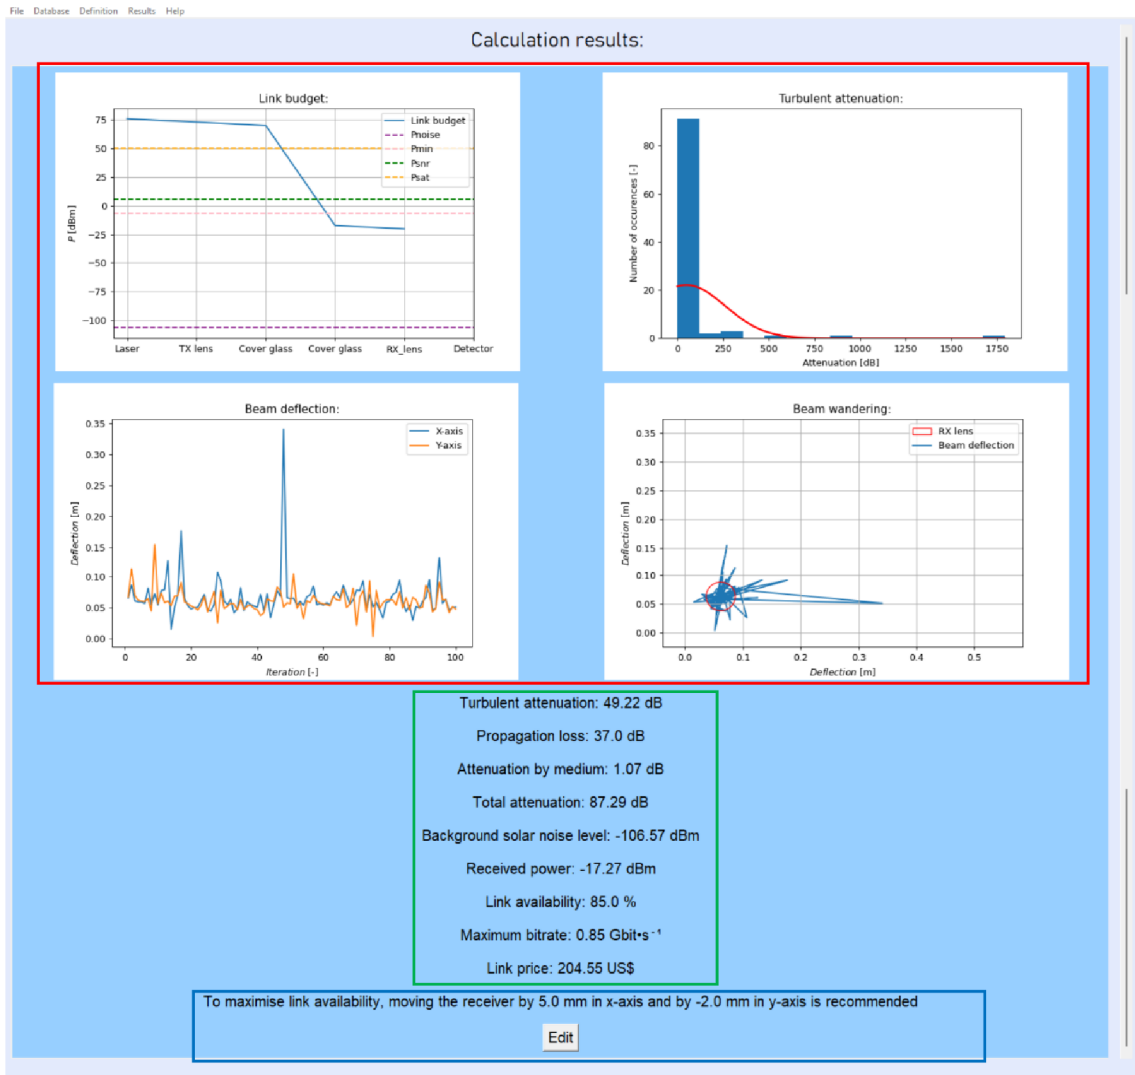 File Database Definition Results Help
Calculation results:
Link budget:
Link budget
Pnoise
Pmin
Psnr
Psat
P [dBm]
75
50
25
0
−25
−50
−75
−100
Laser TX lens Cover glass Cover glass RX_lens Detector
Turbulent attenuation:
Number of occurences [-]
80
60
40
20
0
0 250 500 750 1000 1250 1500 1750
Attenuation [dB]
Beam deflection:
X-axis
Y-axis
Deflection [m]
0.35
0.30
0.25
0.20
0.15
0.10
0.05
0.00
0 20 40 60 80 100
Iteration [-]
Beam wandering:
RX lens
Beam deflection
Deflection [m]
0.35
0.30
0.25
0.20
0.15
0.10
0.05
0.00
0.0 0.1 0.2 0.3 0.4 0.5
Deflection [m]
Turbulent attenuation: 49.22 dB
Propagation loss: 37.0 dB
Attenuation by medium: 1.07 dB
Total attenuation: 87.29 dB
Background solar noise level: -106.57 dBm
Received power: -17.27 dBm
Link availability: 85.0 %
Maximum bitrate: 0.85 Gbit•s⁻¹
Link price: 204.55 US$
To maximise link availability, moving the receiver by 5.0 mm in x-axis and by -2.0 mm in y-axis is recommended
Edit